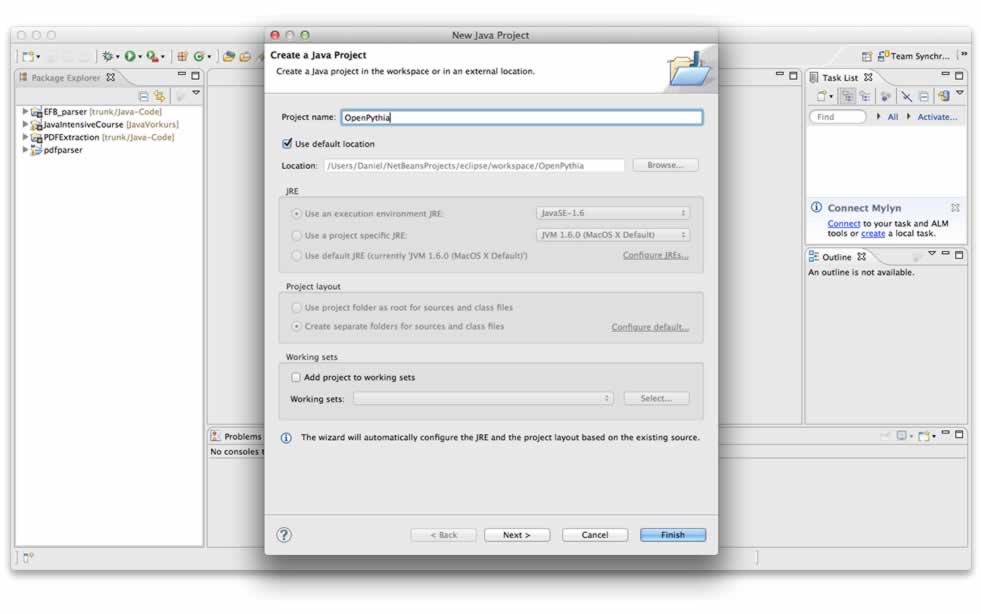 New Java Project
Team Synchr...
Package Explorer
EFB_parser [trunk/Java-Code]
JavaIntensiveCourse [JavaVorkurs]
PDFExtraction [trunk/Java-Code]
pdfparser
Create a Java Project
Create a Java project in the workspace or in an external location.
Project name: OpenPythia
Use default location
Location: /Users/Daniel/NetBeansProjects/eclipse/workspace/OpenPythia Browse...
JRE
Use an execution environment JRE: JavaSE-1.6
Use a project specific JRE: JVM 1.6.0 (MacOS X Default)
Use default JRE (currently 'JVM 1.6.0 (MacOS X Default)') Configure JREs...
Project layout
Use project folder as root for sources and class files
Create separate folders for sources and class files Configure default...
Working sets
Add project to working sets
Working sets: Select...
The wizard will automatically configure the JRE and the project layout based on the existing source.
? < Back Next > Cancel Finish
Problems
No consoles t
Task List
Find All Activate...
Connect Mylyn
Connect to your task and ALM
tools or create a local task.
Outline
An outline is not available.